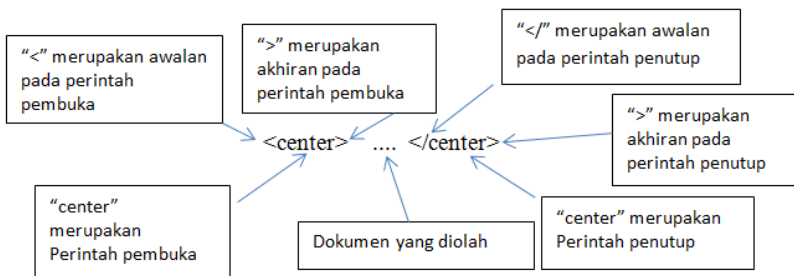 “<” merupakan awalan
pada perintah
pembuka
“>” merupakan
akhiran pada
perintah pembuka
“</” merupakan awalan
pada perintah penutup
“>” merupakan
akhiran pada
perintah penutup
<center> .... </center>
“center”
merupakan
Perintah pembuka
Dokumen yang diolah
“center” merupakan
Perintah penutup